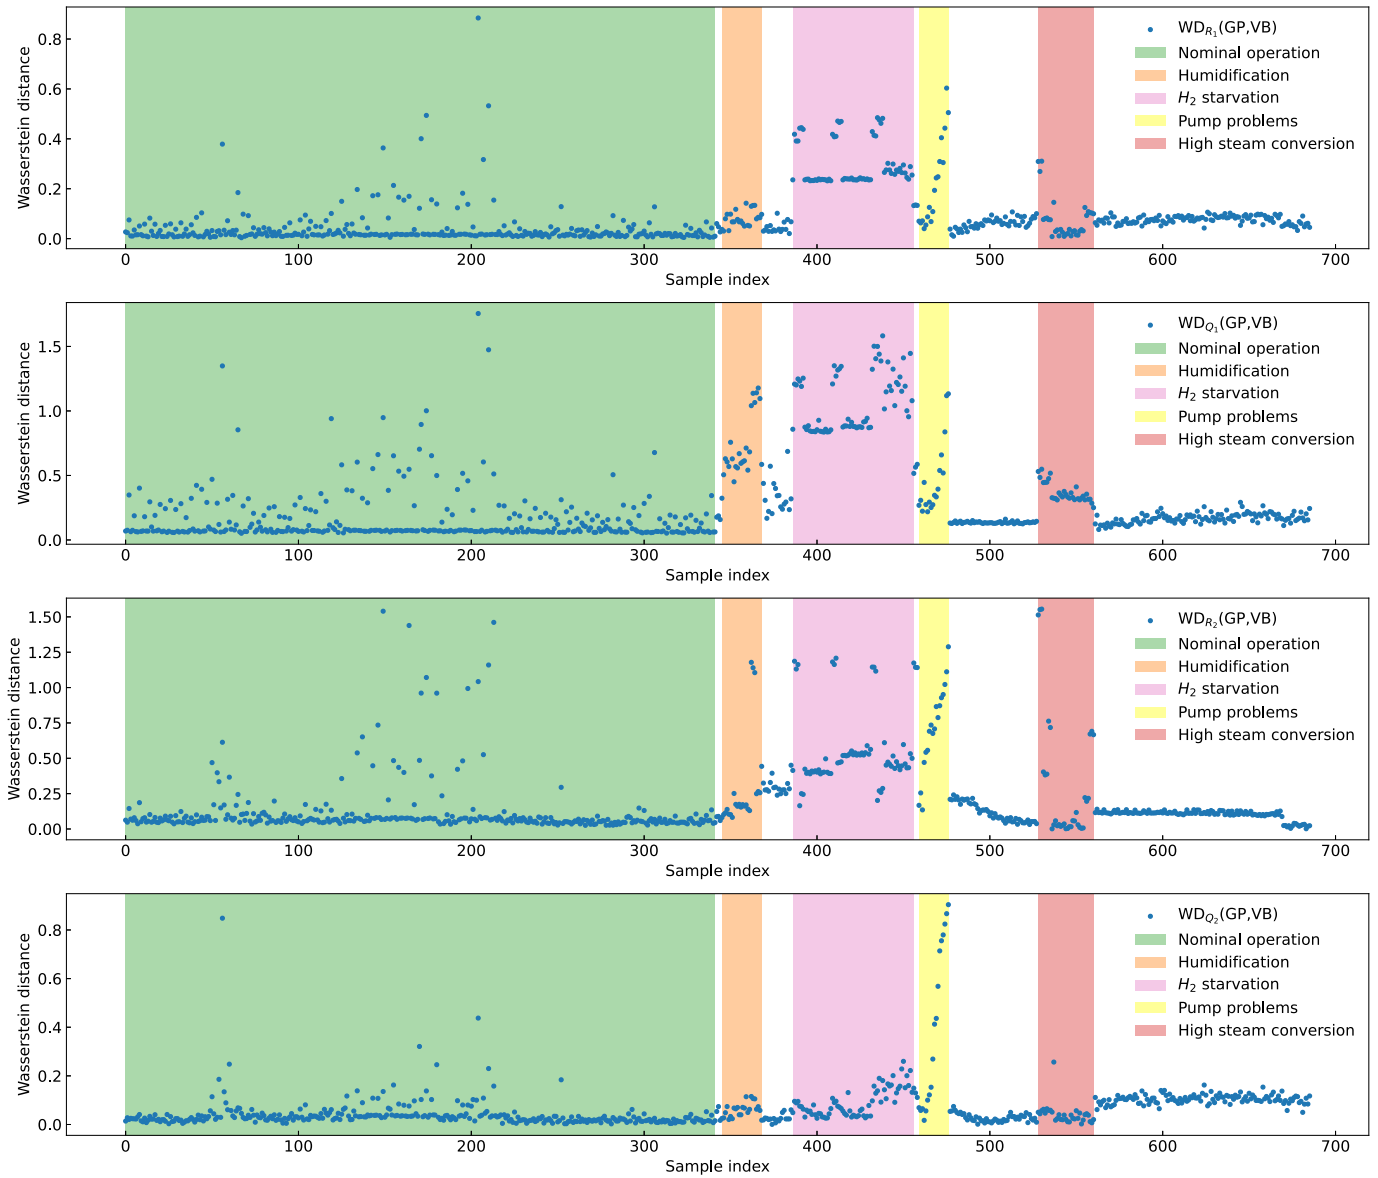 Wasserstein distance
0.8
0.6
0.4
0.2
0.0
WD_{R_1}(GP,VB)
Nominal operation
Humidification
H_2 starvation
Pump problems
High steam conversion
0 100 200 300 400 500 600 700
Sample index
Wasserstein distance
1.5
1.0
0.5
0.0
WD_{Q_1}(GP,VB)
Nominal operation
Humidification
H_2 starvation
Pump problems
High steam conversion
0 100 200 300 400 500 600 700
Sample index
Wasserstein distance
1.50
1.25
1.00
0.75
0.50
0.25
0.00
WD_{R_2}(GP,VB)
Nominal operation
Humidification
H_2 starvation
Pump problems
High steam conversion
0 100 200 300 400 500 600 700
Sample index
Wasserstein distance
0.8
0.6
0.4
0.2
0.0
WD_{Q_2}(GP,VB)
Nominal operation
Humidification
H_2 starvation
Pump problems
High steam conversion
0 100 200 300 400 500 600 700
Sample index